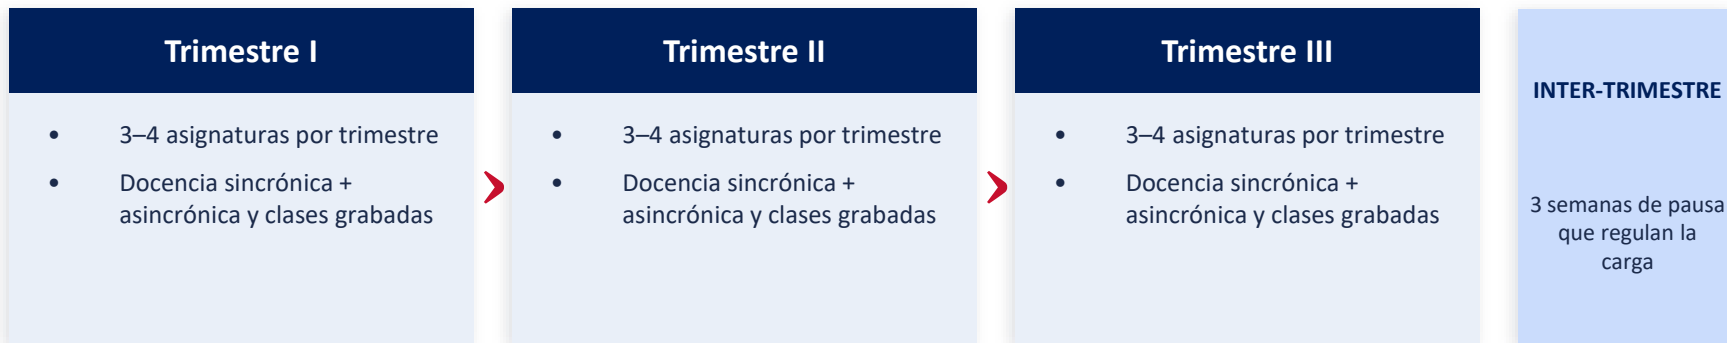 Trimestre I
• 3–4 asignaturas por trimestre
• Docencia sincrónica +
asincrónica y clases grabadas
Trimestre II
• 3–4 asignaturas por trimestre
• Docencia sincrónica +
asincrónica y clases grabadas
Trimestre III
• 3–4 asignaturas por trimestre
• Docencia sincrónica +
asincrónica y clases grabadas
INTER-TRIMESTRE
3 semanas de pausa
que regulan la
carga